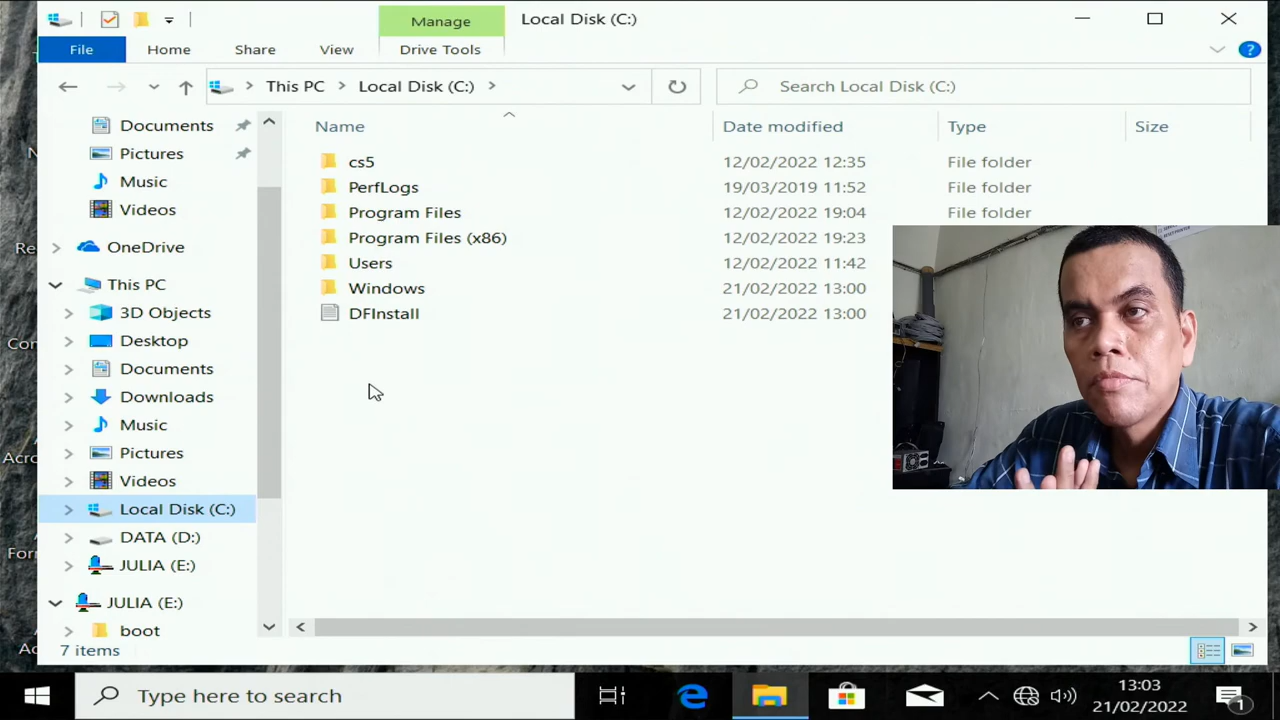 Manage
Local Disk (C:)
File
Home
Share
View
Drive Tools
This PC
Local Disk (C:)
Search Local Disk (C:)
Name
Date modified
Type
Size
cs5
12/02/2022 12:35
File folder
PerfLogs
19/03/2019 11:52
File folder
Program Files
12/02/2022 19:04
File folder
Program Files (x86)
12/02/2022 19:23
Users
12/02/2022 11:42
Windows
21/02/2022 13:00
DFInstall
21/02/2022 13:00
Documents
Pictures
Music
Videos
OneDrive
This PC
3D Objects
Desktop
Documents
Downloads
Music
Pictures
Videos
Local Disk (C:)
DATA (D:)
JULIA (E:)
JULIA (E:)
boot
7 items
Type here to search
13:03
21/02/2022
1